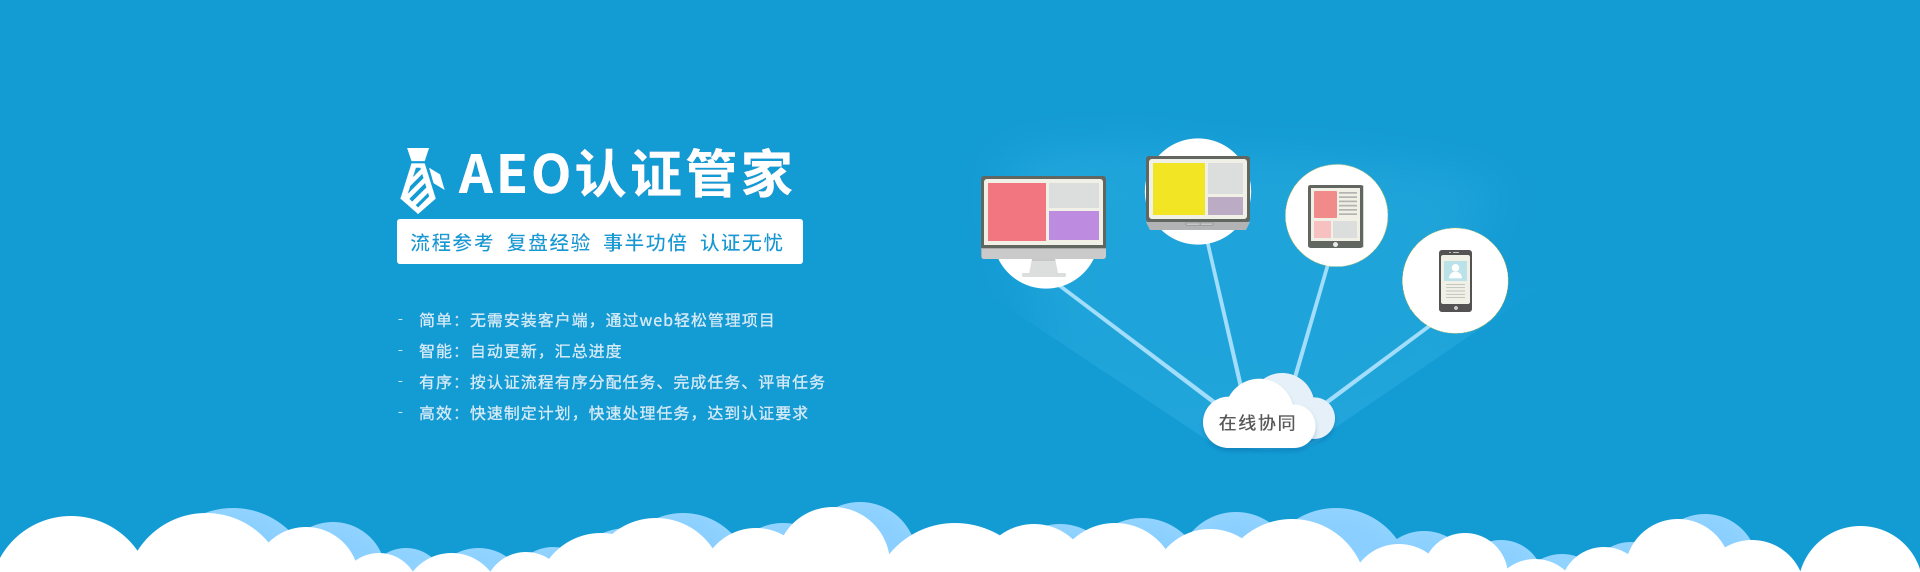 AEO认证管家
流程参考 复盘经验 事半功倍 认证无忧
- 简单：无需安装客户端，通过web轻松管理项目
- 智能：自动更新，汇总进度
- 有序：按认证流程有序分配任务、完成任务、评审任务
- 高效：快速制定计划，快速处理任务，达到认证要求
在线协同